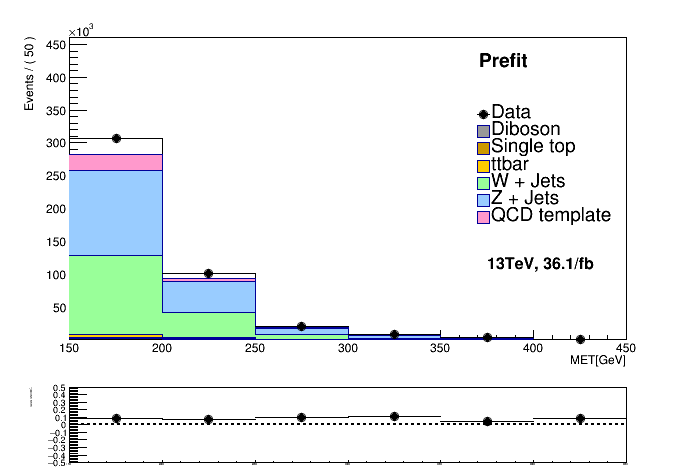 ×10³
Events / ( 50 )
450
400
350
300
250
200
150
100
50
150 200 250 300 350 400 450
MET[GeV]
Prefit
Data
Diboson
Single top
ttbar
W + Jets
Z + Jets
QCD template
13TeV, 36.1/fb
0.5
0.4
0.3
0.2
0.1
0
−0.1
−0.2
−0.3
−0.4
−0.5